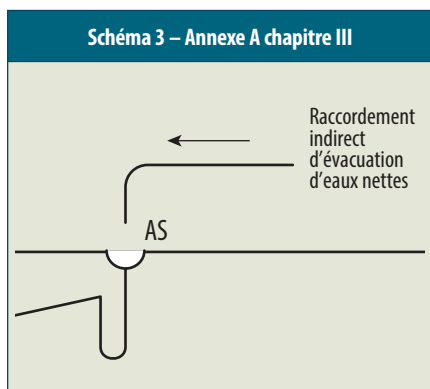 Schéma 3 – Annexe A chapitre III
Raccordement
indirect
d'évacuation
d'eaux nettes
AS